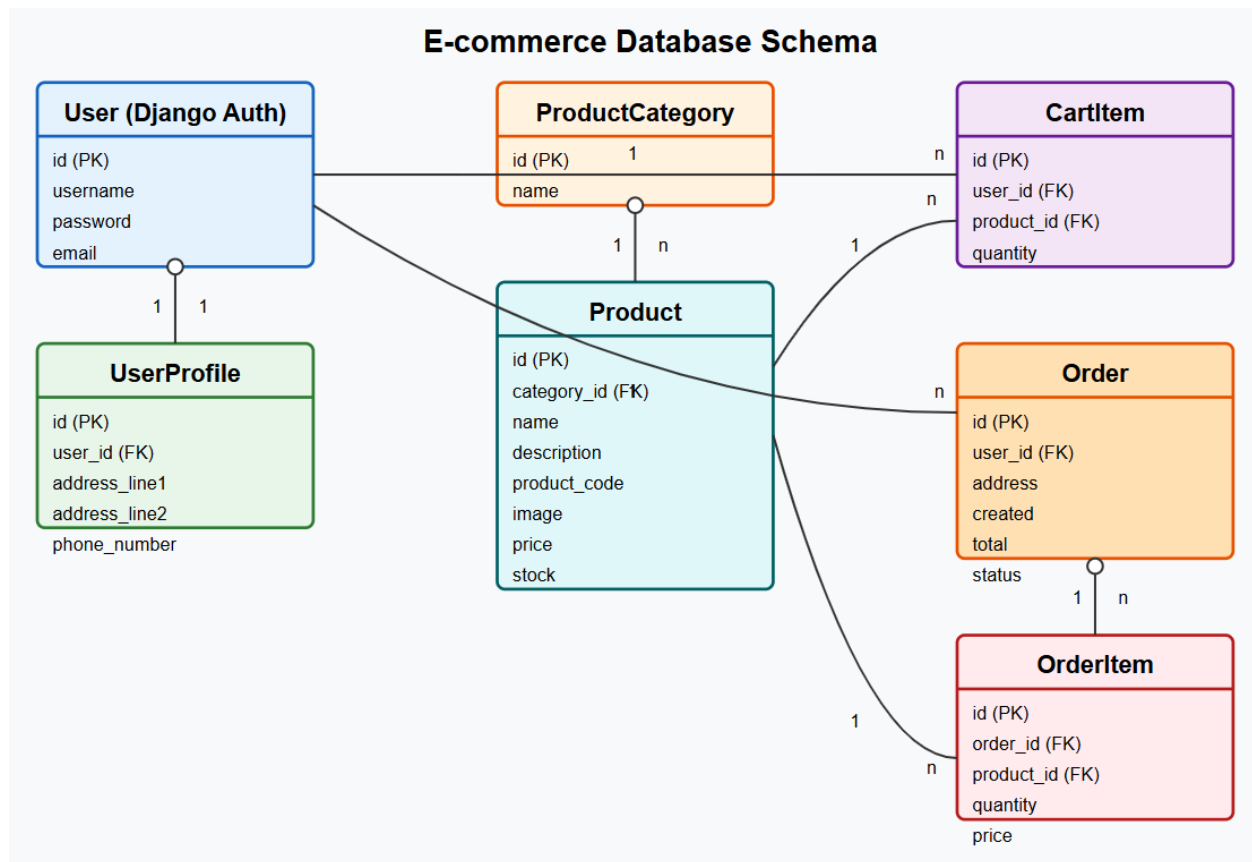 E-commerce Database Schema
User (Django Auth)
id (PK)
username
password
email
1
1
UserProfile
id (PK)
user_id (FK)
address_line1
address_line2
phone_number
ProductCategory
id (PK)
name
1
n
1
n
Product
id (PK)
category_id (FK)
1
name
description
product_code
image
price
stock
CartItem
id (PK)
user_id (FK)
product_id (FK)
quantity
n
1
n
Order
id (PK)
user_id (FK)
address
created
total
status
1
n
OrderItem
id (PK)
order_id (FK)
product_id (FK)
quantity
price
1
n